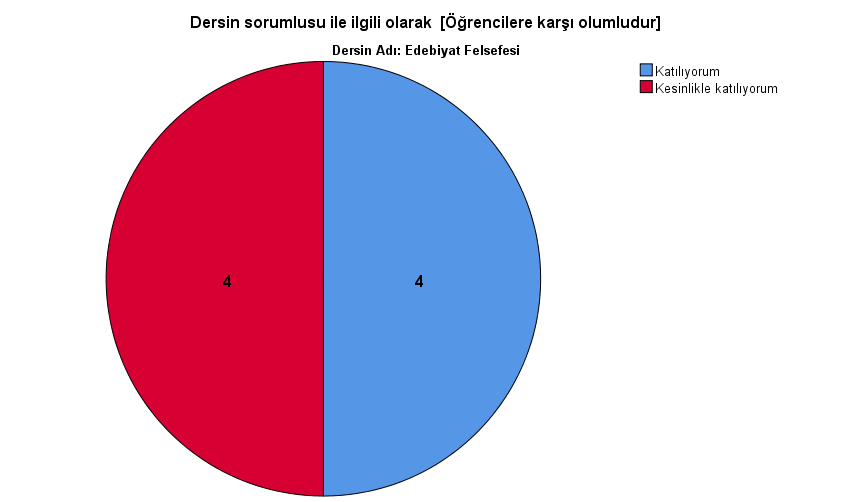 Dersin sorumlusu ile ilgili olarak  [Öğrencilere karşı olumludur]
Dersin Adı: Edebiyat Felsefesi
Katılıyorum
Kesinlikle katılıyorum
4
4